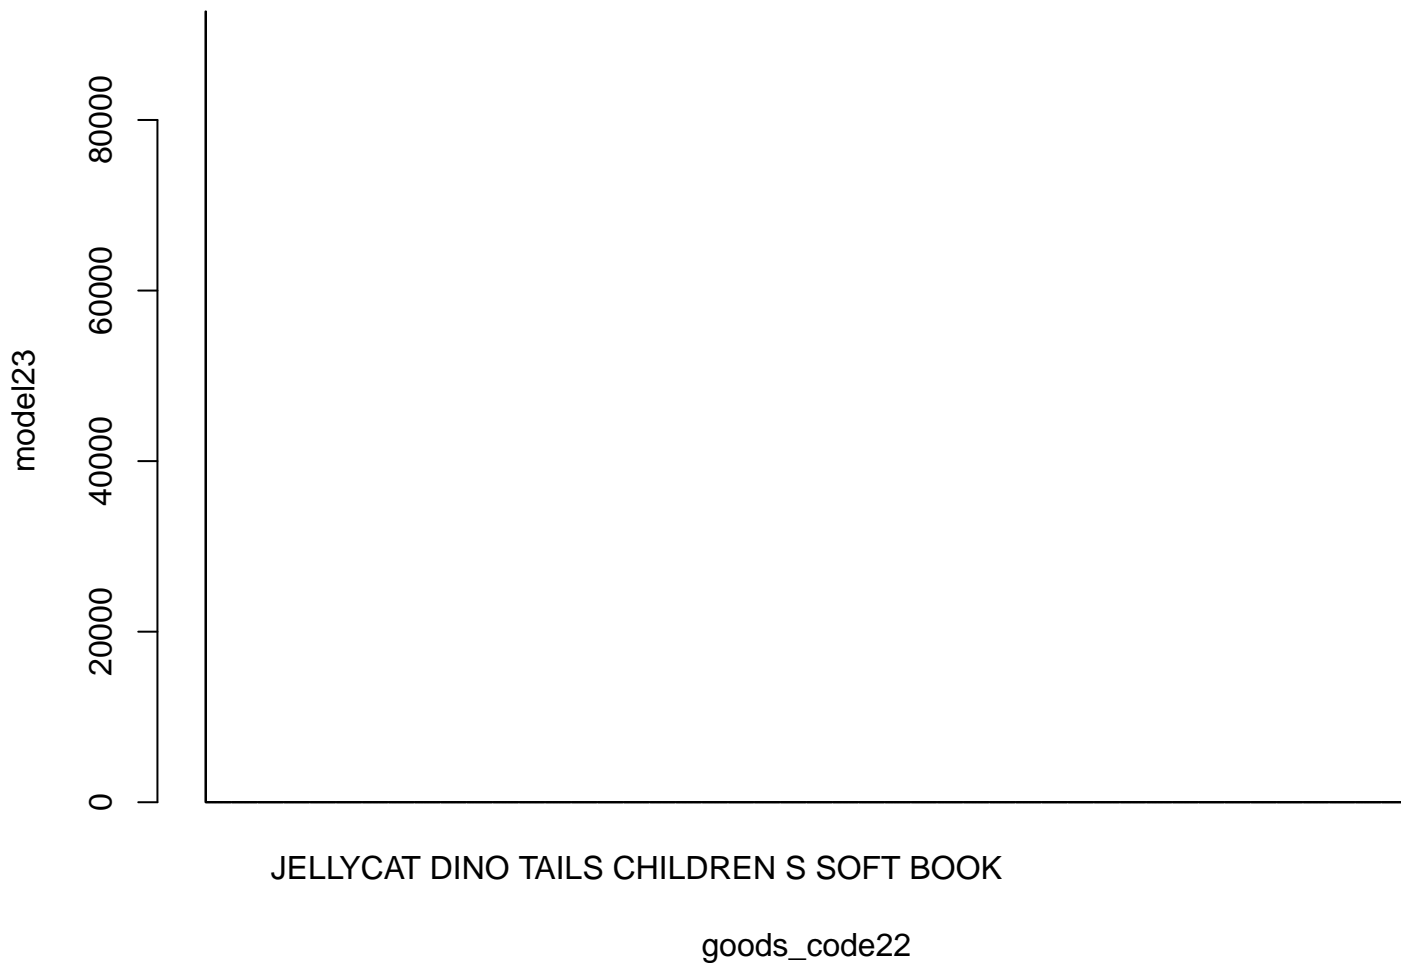 80000
60000
40000
20000
0
model23
JELLYCAT DINO TAILS CHILDREN S SOFT BOOK
goods_code22